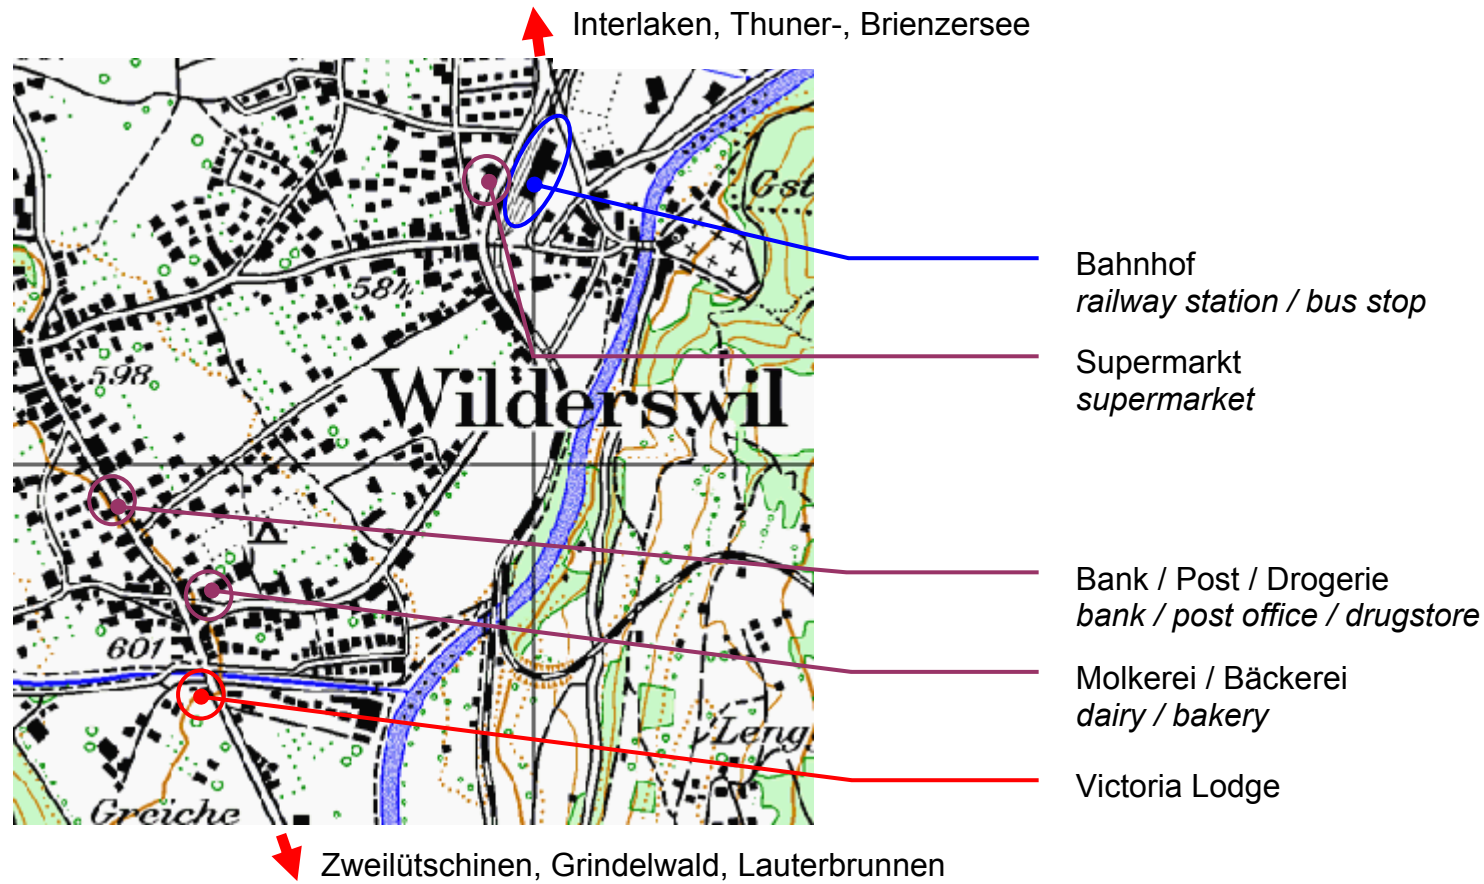 Interlaken, Thuner-, Brienzersee
Gst
584
598
Wilderswil
601
Leng
Greiche
Bahnhof
railway station / bus stop
Supermarkt
supermarket
Bank / Post / Drogerie
bank / post office / drugstore
Molkerei / Bäckerei
dairy / bakery
Victoria Lodge
Zweilütschinen, Grindelwald, Lauterbrunnen